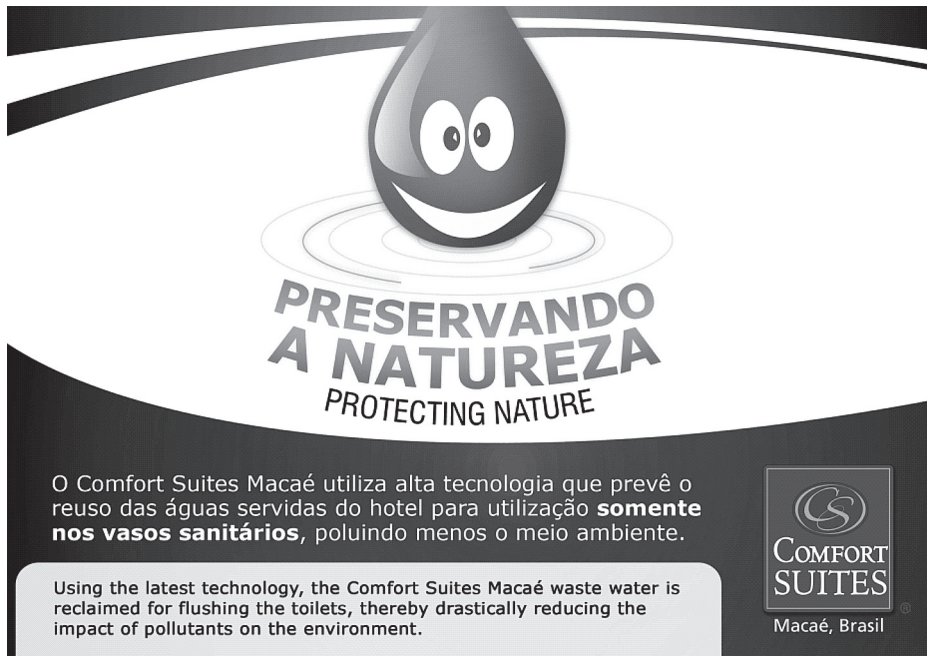 PRESERVANDO
A NATUREZA
PROTECTING NATURE
O Comfort Suites Macaé utiliza alta tecnologia que prevê o
reuso das águas servidas do hotel para utilização somente
nos vasos sanitários, poluindo menos o meio ambiente.
Using the latest technology, the Comfort Suites Macaé waste water is
reclaimed for flushing the toilets, thereby drastically reducing the
impact of pollutants on the environment.
CS
COMFORT
SUITES
®
Macaé, Brasil